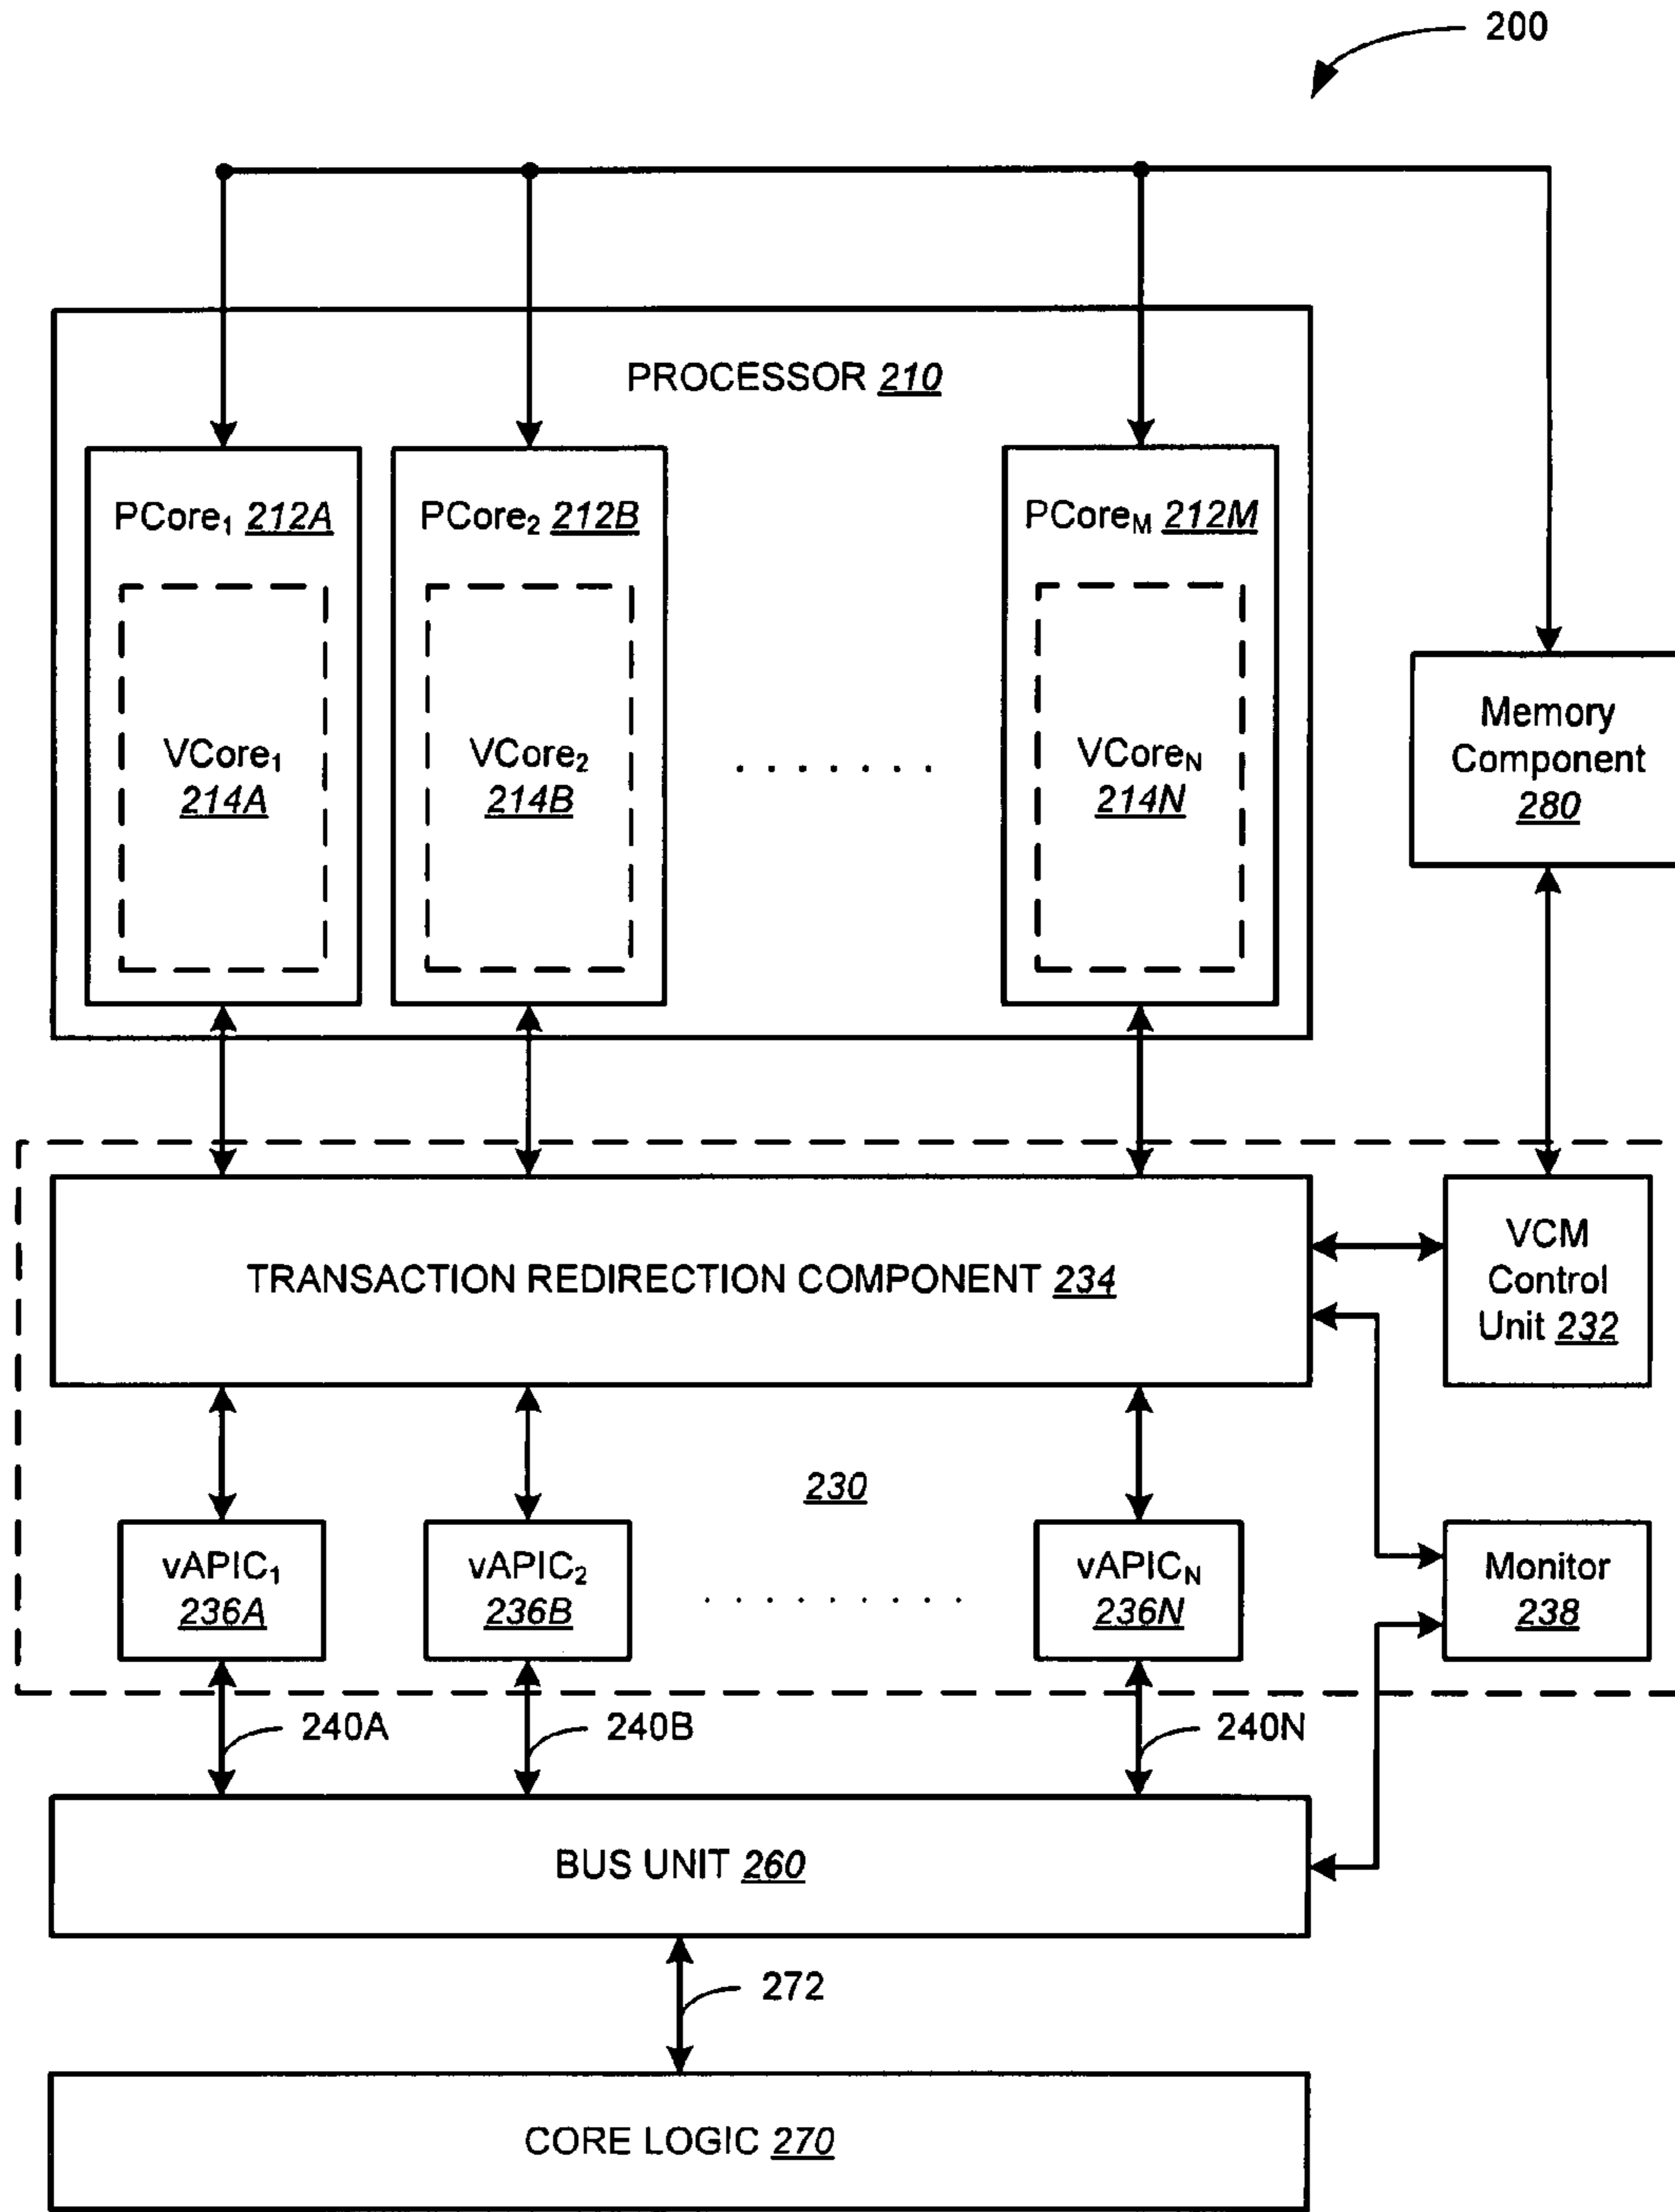 200
PROCESSOR 210
PCore₁ 212A
PCore₂ 212B
PCoreM 212M
VCore₁
214A
VCore₂
214B
. . . . . . .
VCoreN
214N
Memory
Component
280
TRANSACTION REDIRECTION COMPONENT 234
VCM
Control
Unit 232
230
vAPIC₁
236A
vAPIC₂
236B
. . . . . . . . .
vAPICN
236N
Monitor
238
240A
240B
240N
BUS UNIT 260
272
CORE LOGIC 270